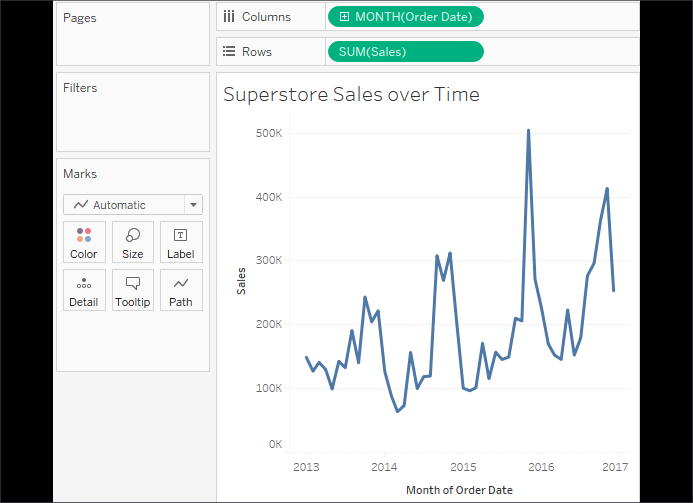 Pages
Columns
MONTH(Order Date)
Rows
SUM(Sales)
Filters
Superstore Sales over Time
Marks
Automatic
Color
Size
Label
Detail
Tooltip
Path
500K
400K
300K
200K
100K
0K
Sales
2013
2014
2015
2016
2017
Month of Order Date